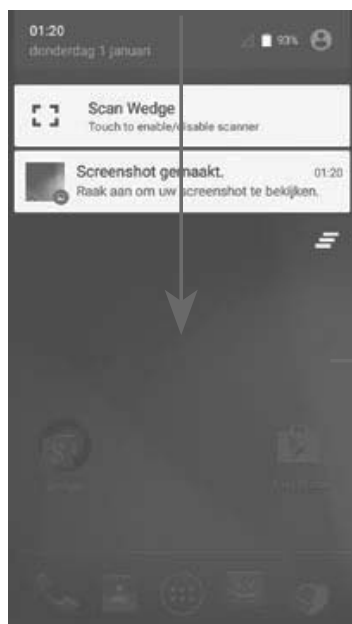 01:20
donderdag 1 januari
93%
Scan Wedge
Touch to enable/disable scanner
Screenshot gemaakt.
01:20
Raak aan om uw screenshot te bekijken.